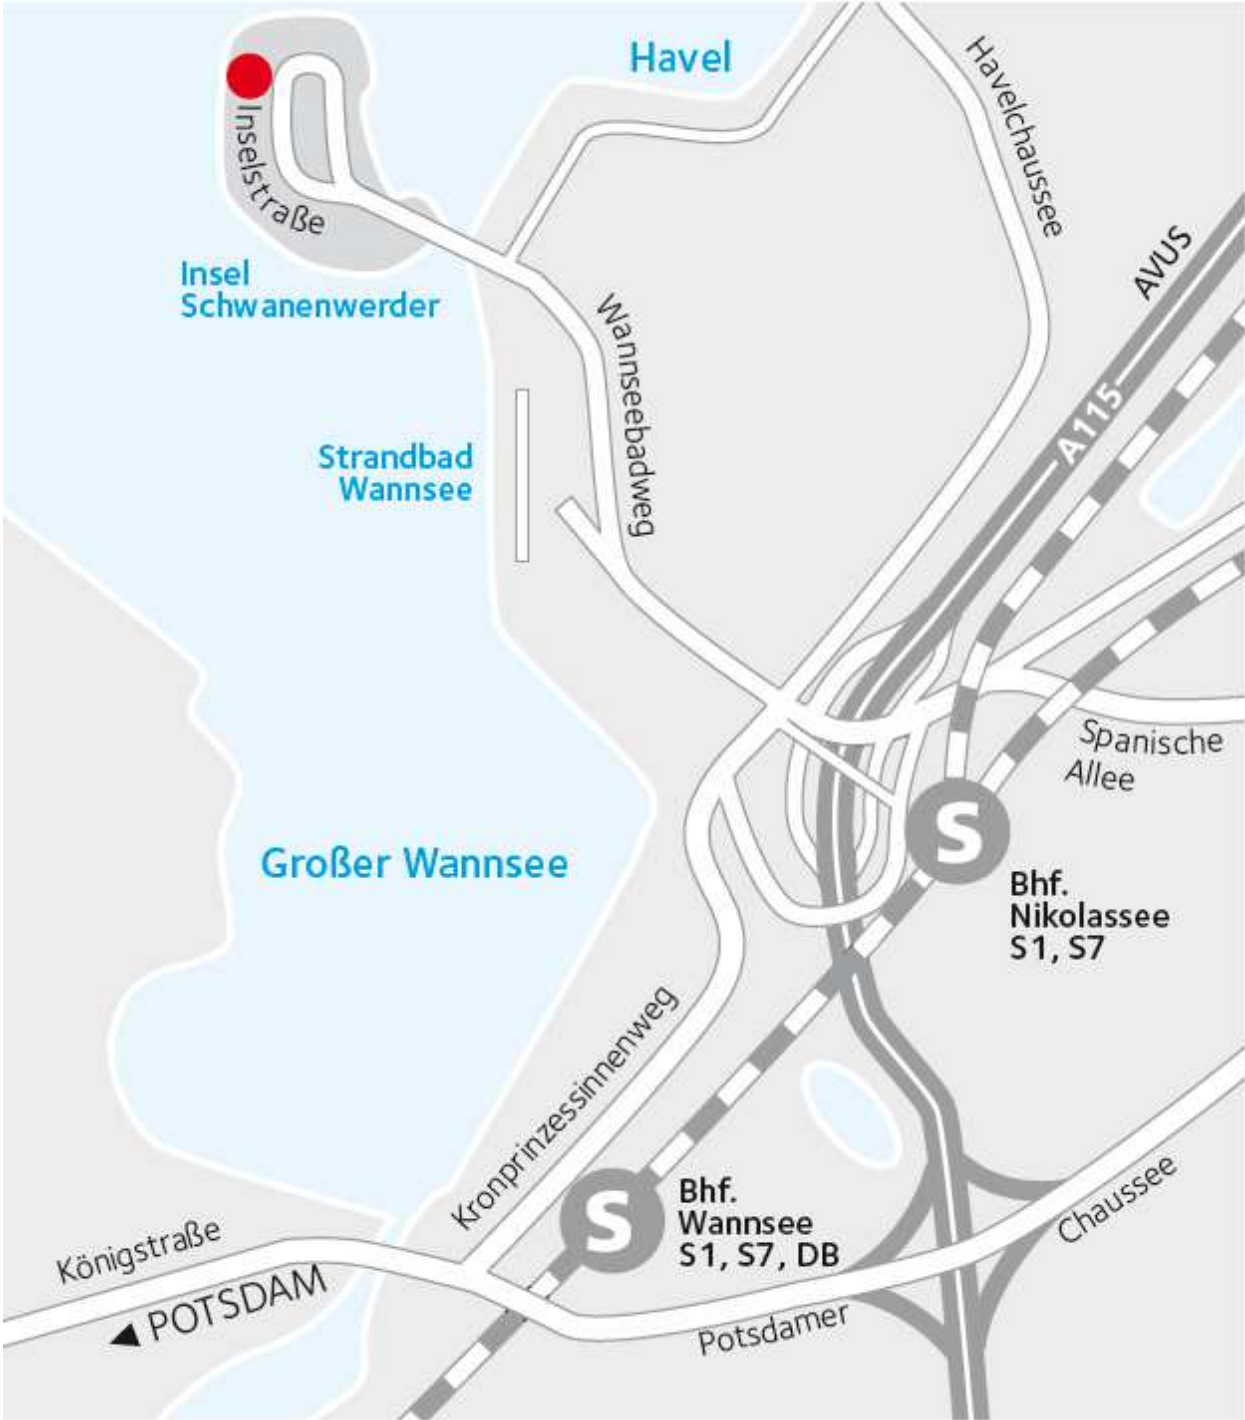 Havel
Havelchaussee
Inselstraße
AVUS
Insel
Schwanenwerder
Wannseebadweg
A115
Strandbad
Wannsee
Spanische
Allee
S
Großer Wannsee
Bhf.
Nikolassee
S1, S7
Kronprinzessinnenweg
S
Bhf.
Wannsee
S1, S7, DB
Chaussee
Königstraße
POTSDAM
Potsdamer